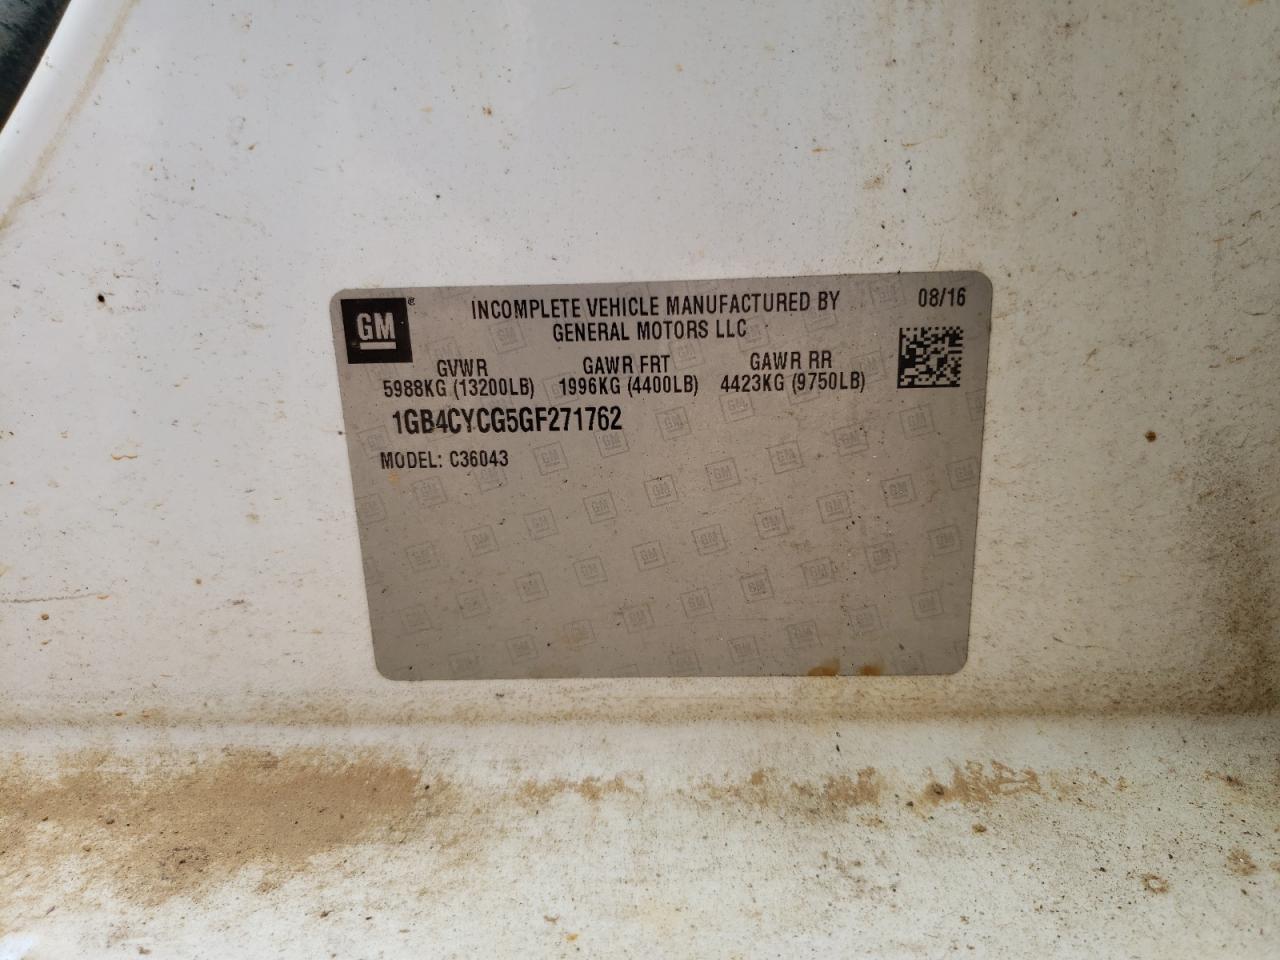 GM®
INCOMPLETE VEHICLE MANUFACTURED BY
GENERAL MOTORS LLC
08/16
GVWR GAWR FRT GAWR RR
5988KG (13200LB) 1996KG (4400LB) 4423KG (9750LB)
1GB4CYCG5GF271762
MODEL: C36043